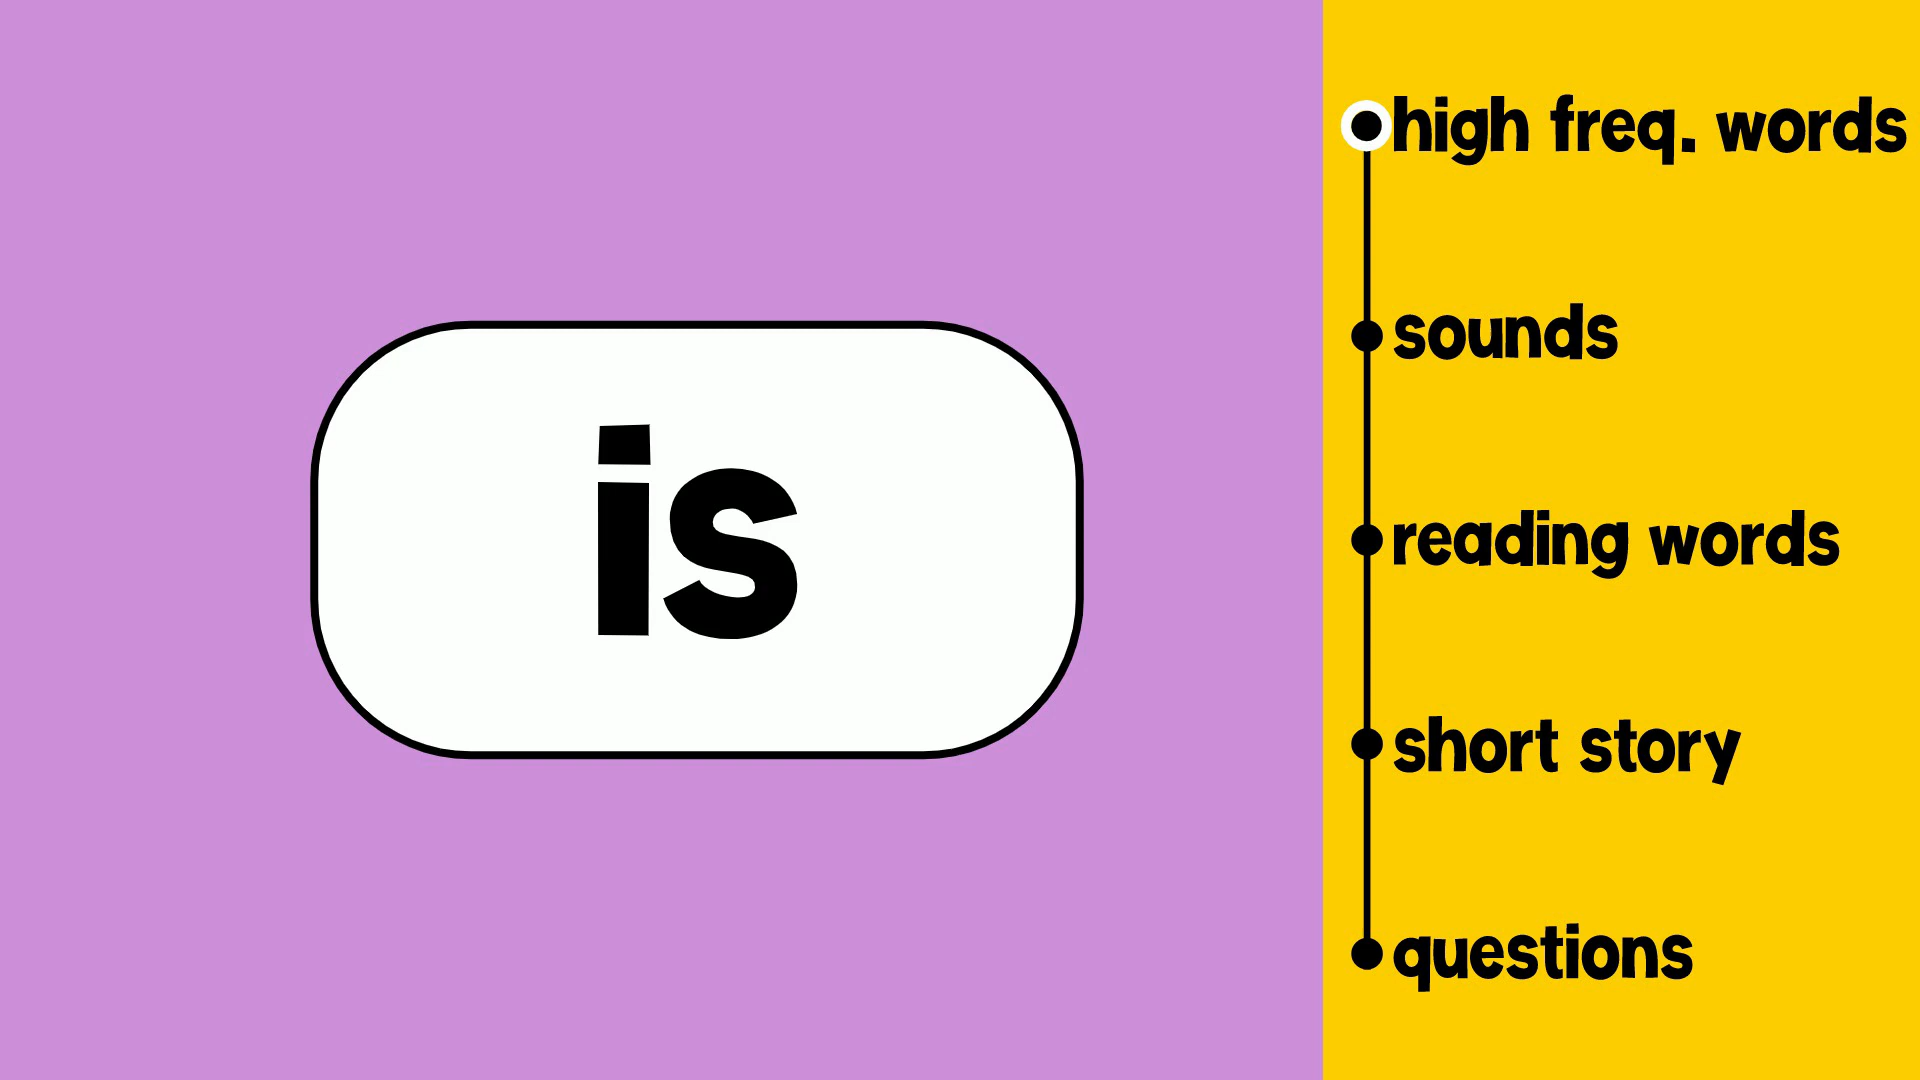 is
high freq. words
sounds
reading words
short story
questions